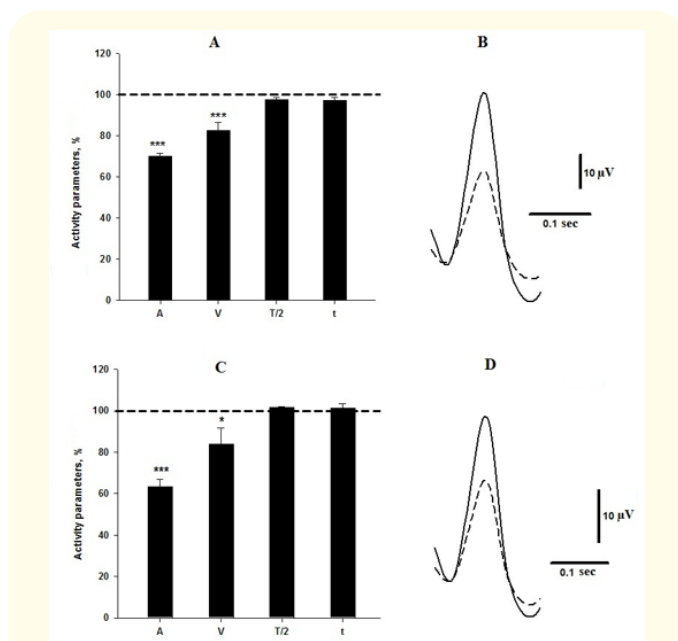 A
120
100
80
60
40
20
0
Activity parameters, %
***
***
A V T/2 t
B
10 µV
0.1 sec
C
120
100
80
60
40
20
0
Activity parameters, %
***
*
A V T/2 t
D
10 µV
0.1 sec